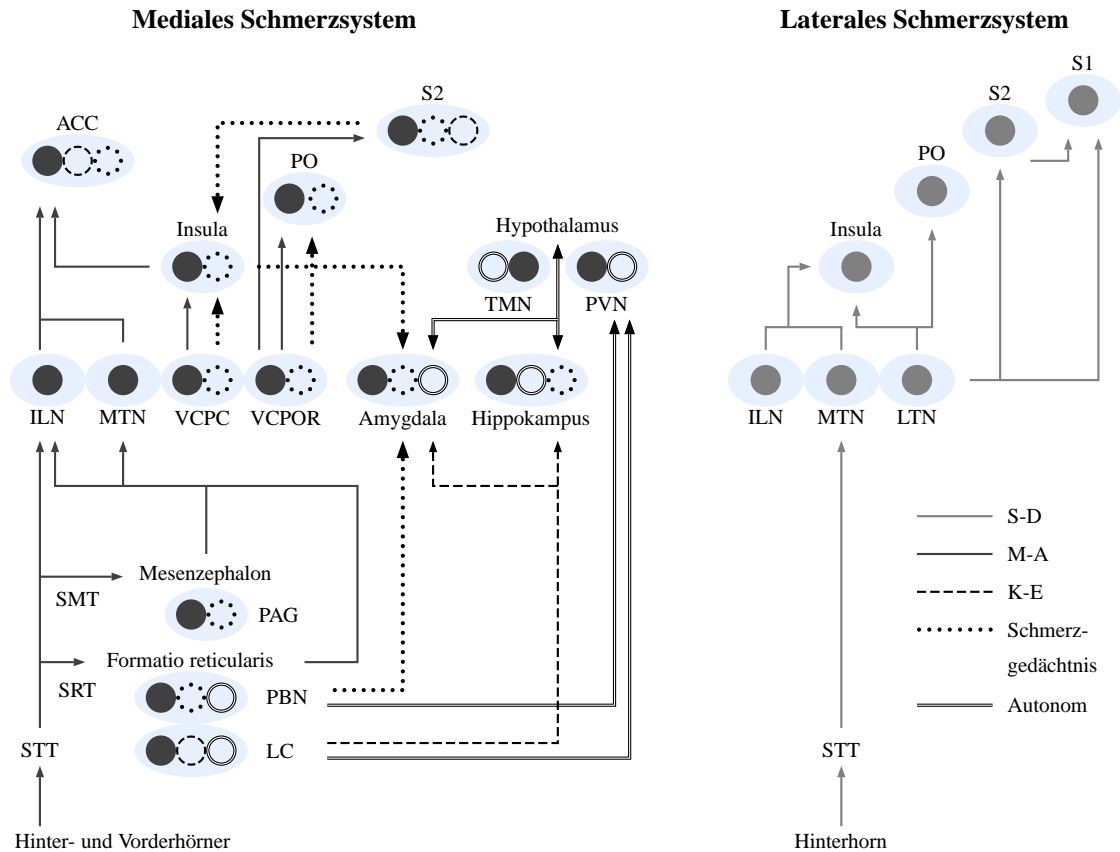 Mediales Schmerzsystem
Laterales Schmerzsystem
ACC
S2
PO
Insula
Hypothalamus
TMN
PVN
ILN
MTN
VCPC
VCPOR
Amygdala
Hippokampus
Mesenzephalon
SMT
PAG
Formatio reticularis
SRT
PBN
LC
STT
Hinter- und Vorderhörner
S1
S2
PO
Insula
ILN
MTN
LTN
S-D
M-A
K-E
Schmerz-
gedächtnis
Autonom
STT
Hinterhorn